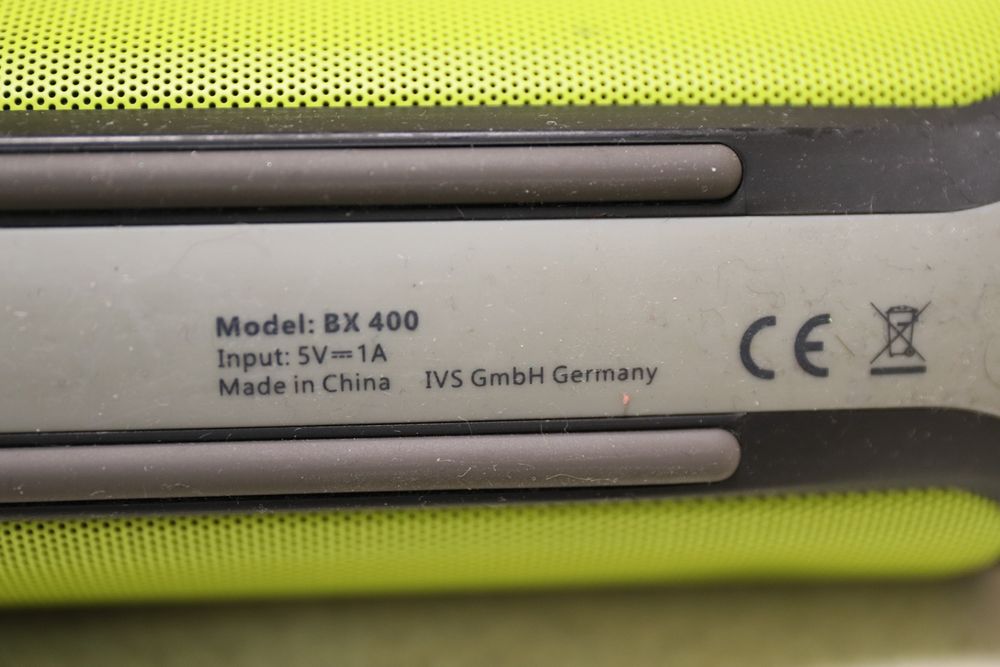 Model: BX 400
Input: 5V⎓1A
Made in China IVS GmbH Germany
CE